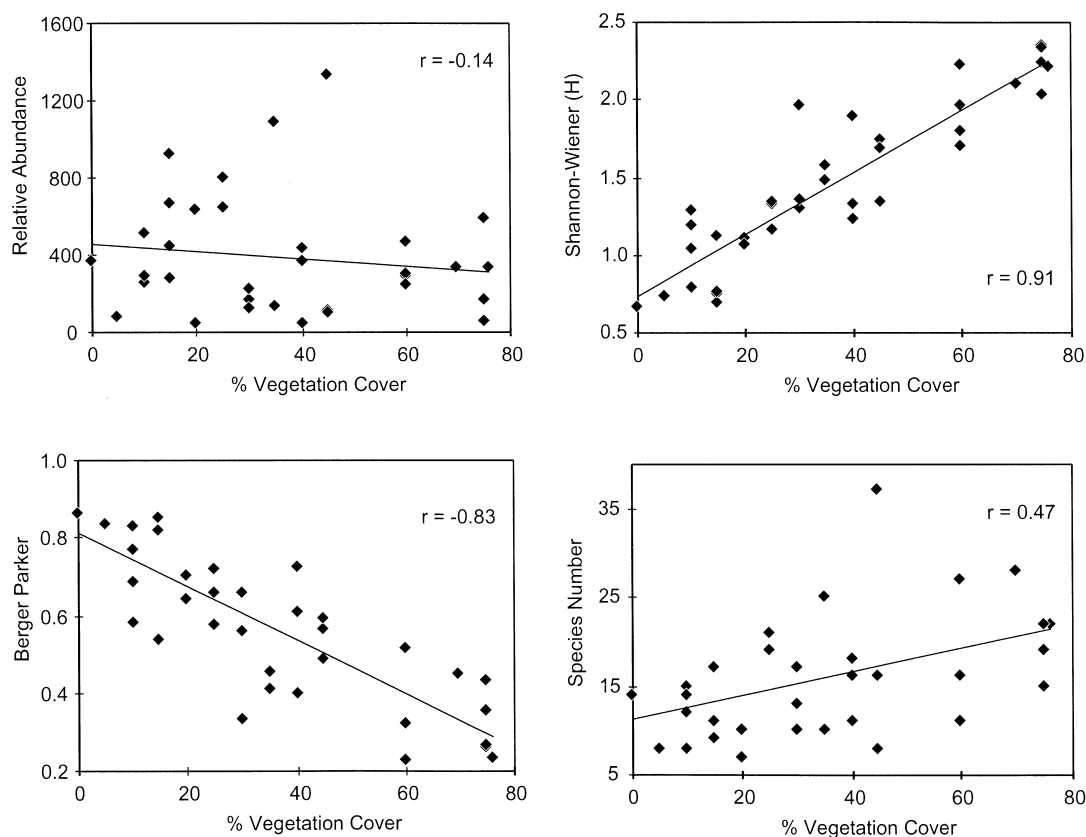 1600
1200
800
400
0
Relative Abundance
r = -0.14
0 20 40 60 80
% Vegetation Cover
2.5
2.0
1.5
1.0
0.5
Shannon-Wiener (H)
r = 0.91
0 20 40 60 80
% Vegetation Cover
1.0
0.8
0.6
0.4
0.2
Berger Parker
r = -0.83
0 20 40 60 80
% Vegetation Cover
35
25
15
5
Species Number
r = 0.47
0 20 40 60 80
% Vegetation Cover